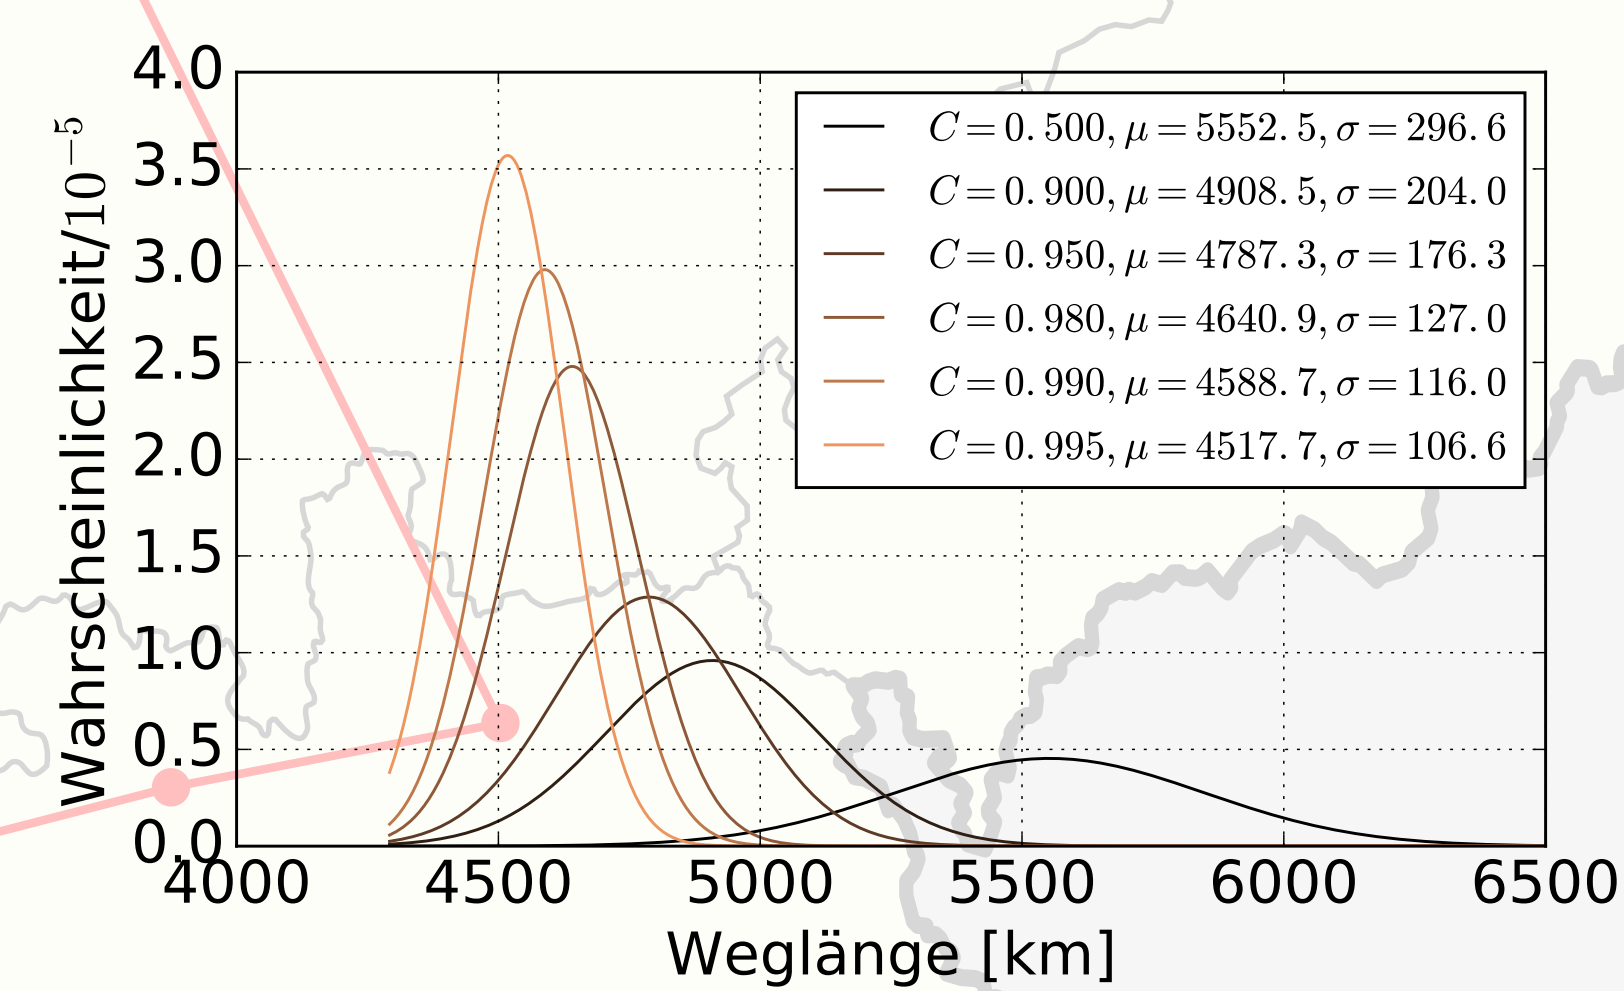 Wahrscheinlichkeit/10⁻⁵
4.0
3.5
3.0
2.5
2.0
1.5
1.0
0.5
0.0
C = 0.500, μ = 5552.5, σ = 296.6
C = 0.900, μ = 4908.5, σ = 204.0
C = 0.950, μ = 4787.3, σ = 176.3
C = 0.980, μ = 4640.9, σ = 127.0
C = 0.990, μ = 4588.7, σ = 116.0
C = 0.995, μ = 4517.7, σ = 106.6
4000 4500 5000 5500 6000 6500
Weglänge [km]